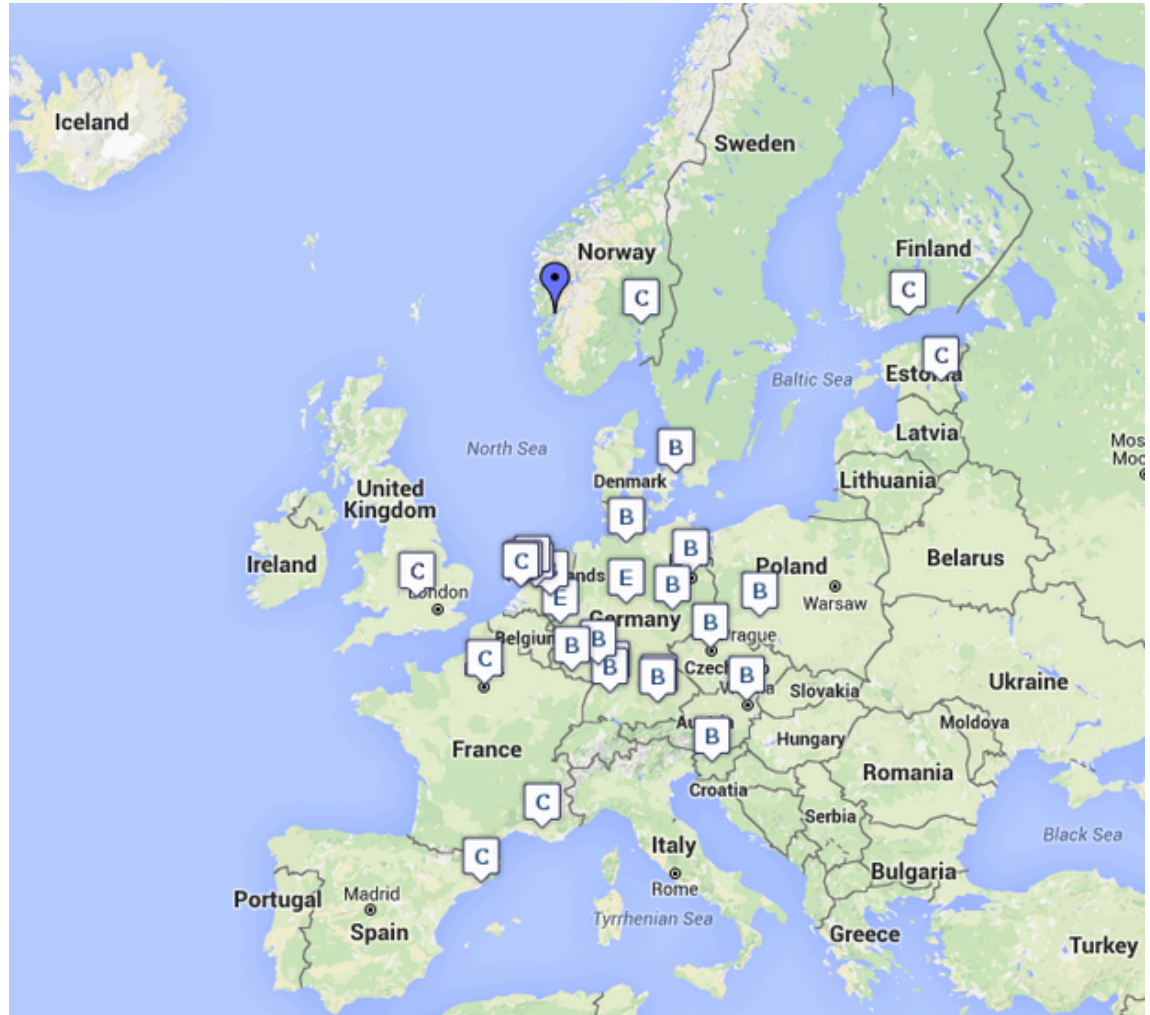 Iceland
Sweden
Norway
Finland
C
C
C
Estonia
Baltic Sea
Latvia
North Sea
B
Mos
Moc
Denmark
Lithuania
United
Kingdom
B
B
Ireland
C
C
B
E
B
Poland
B
Belarus
London
E
Warsaw
Germany
B
Prague
Belgium
B
B
C
B
B
B
Czech
Slovakia
Ukraine
Austria
B
Moldova
Hungary
France
Romania
Croatia
C
Serbia
Black Sea
Italy
C
Bulgaria
Rome
Portugal
Madrid
Spain
Tyrrhenian Sea
Greece
Turkey